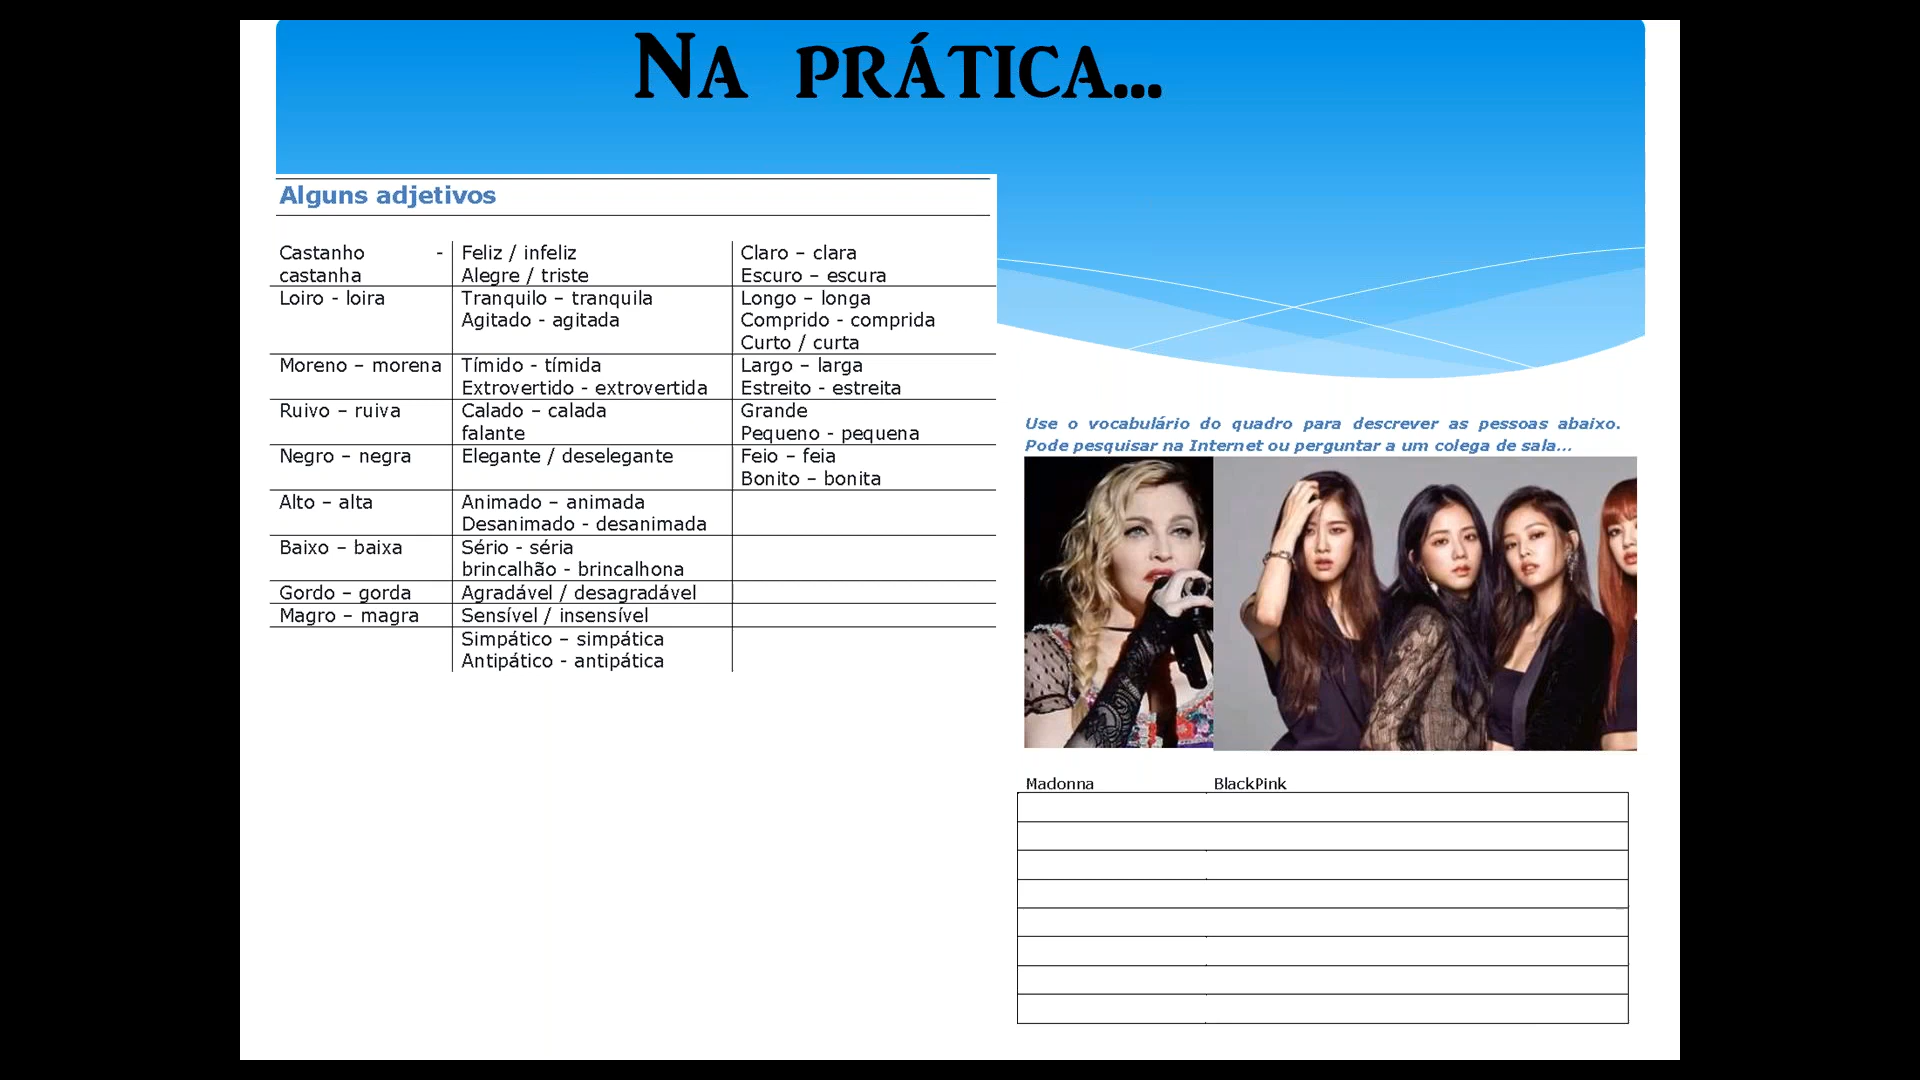 NA PRÁTICA...
Alguns adjetivos
Castanho -
castanha
Feliz / infeliz
Alegre / triste
Claro – clara
Escuro – escura
Loiro - loira
Tranquilo – tranquila
Agitado - agitada
Longo – longa
Comprido - comprida
Curto / curta
Moreno – morena
Tímido - tímida
Extrovertido - extrovertida
Largo – larga
Estreito - estreita
Ruivo – ruiva
Calado – calada
falante
Grande
Pequeno - pequena
Negro – negra
Elegante / deselegante
Feio – feia
Bonito – bonita
Alto – alta
Animado – animada
Desanimado - desanimada
Baixo – baixa
Sério - séria
brincalhão - brincalhona
Gordo – gorda
Agradável / desagradável
Magro – magra
Sensível / insensível
Simpático – simpática
Antipático - antipática
Use o vocabulário do quadro para descrever as pessoas abaixo.
Pode pesquisar na Internet ou perguntar a um colega de sala...
Madonna
BlackPink